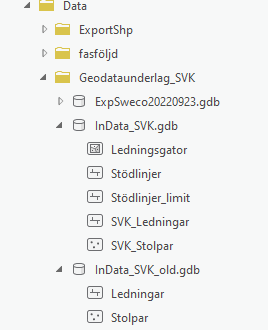 Data
ExportShp
fasföljd
Geodataunderlag_SVK
ExpSweco20220923.gdb
InData_SVK.gdb
Ledningsgator
Stödlinjer
Stödlinjer_limit
SVK_Ledningar
SVK_Stolpar
InData_SVK_old.gdb
Ledningar
Stolpar